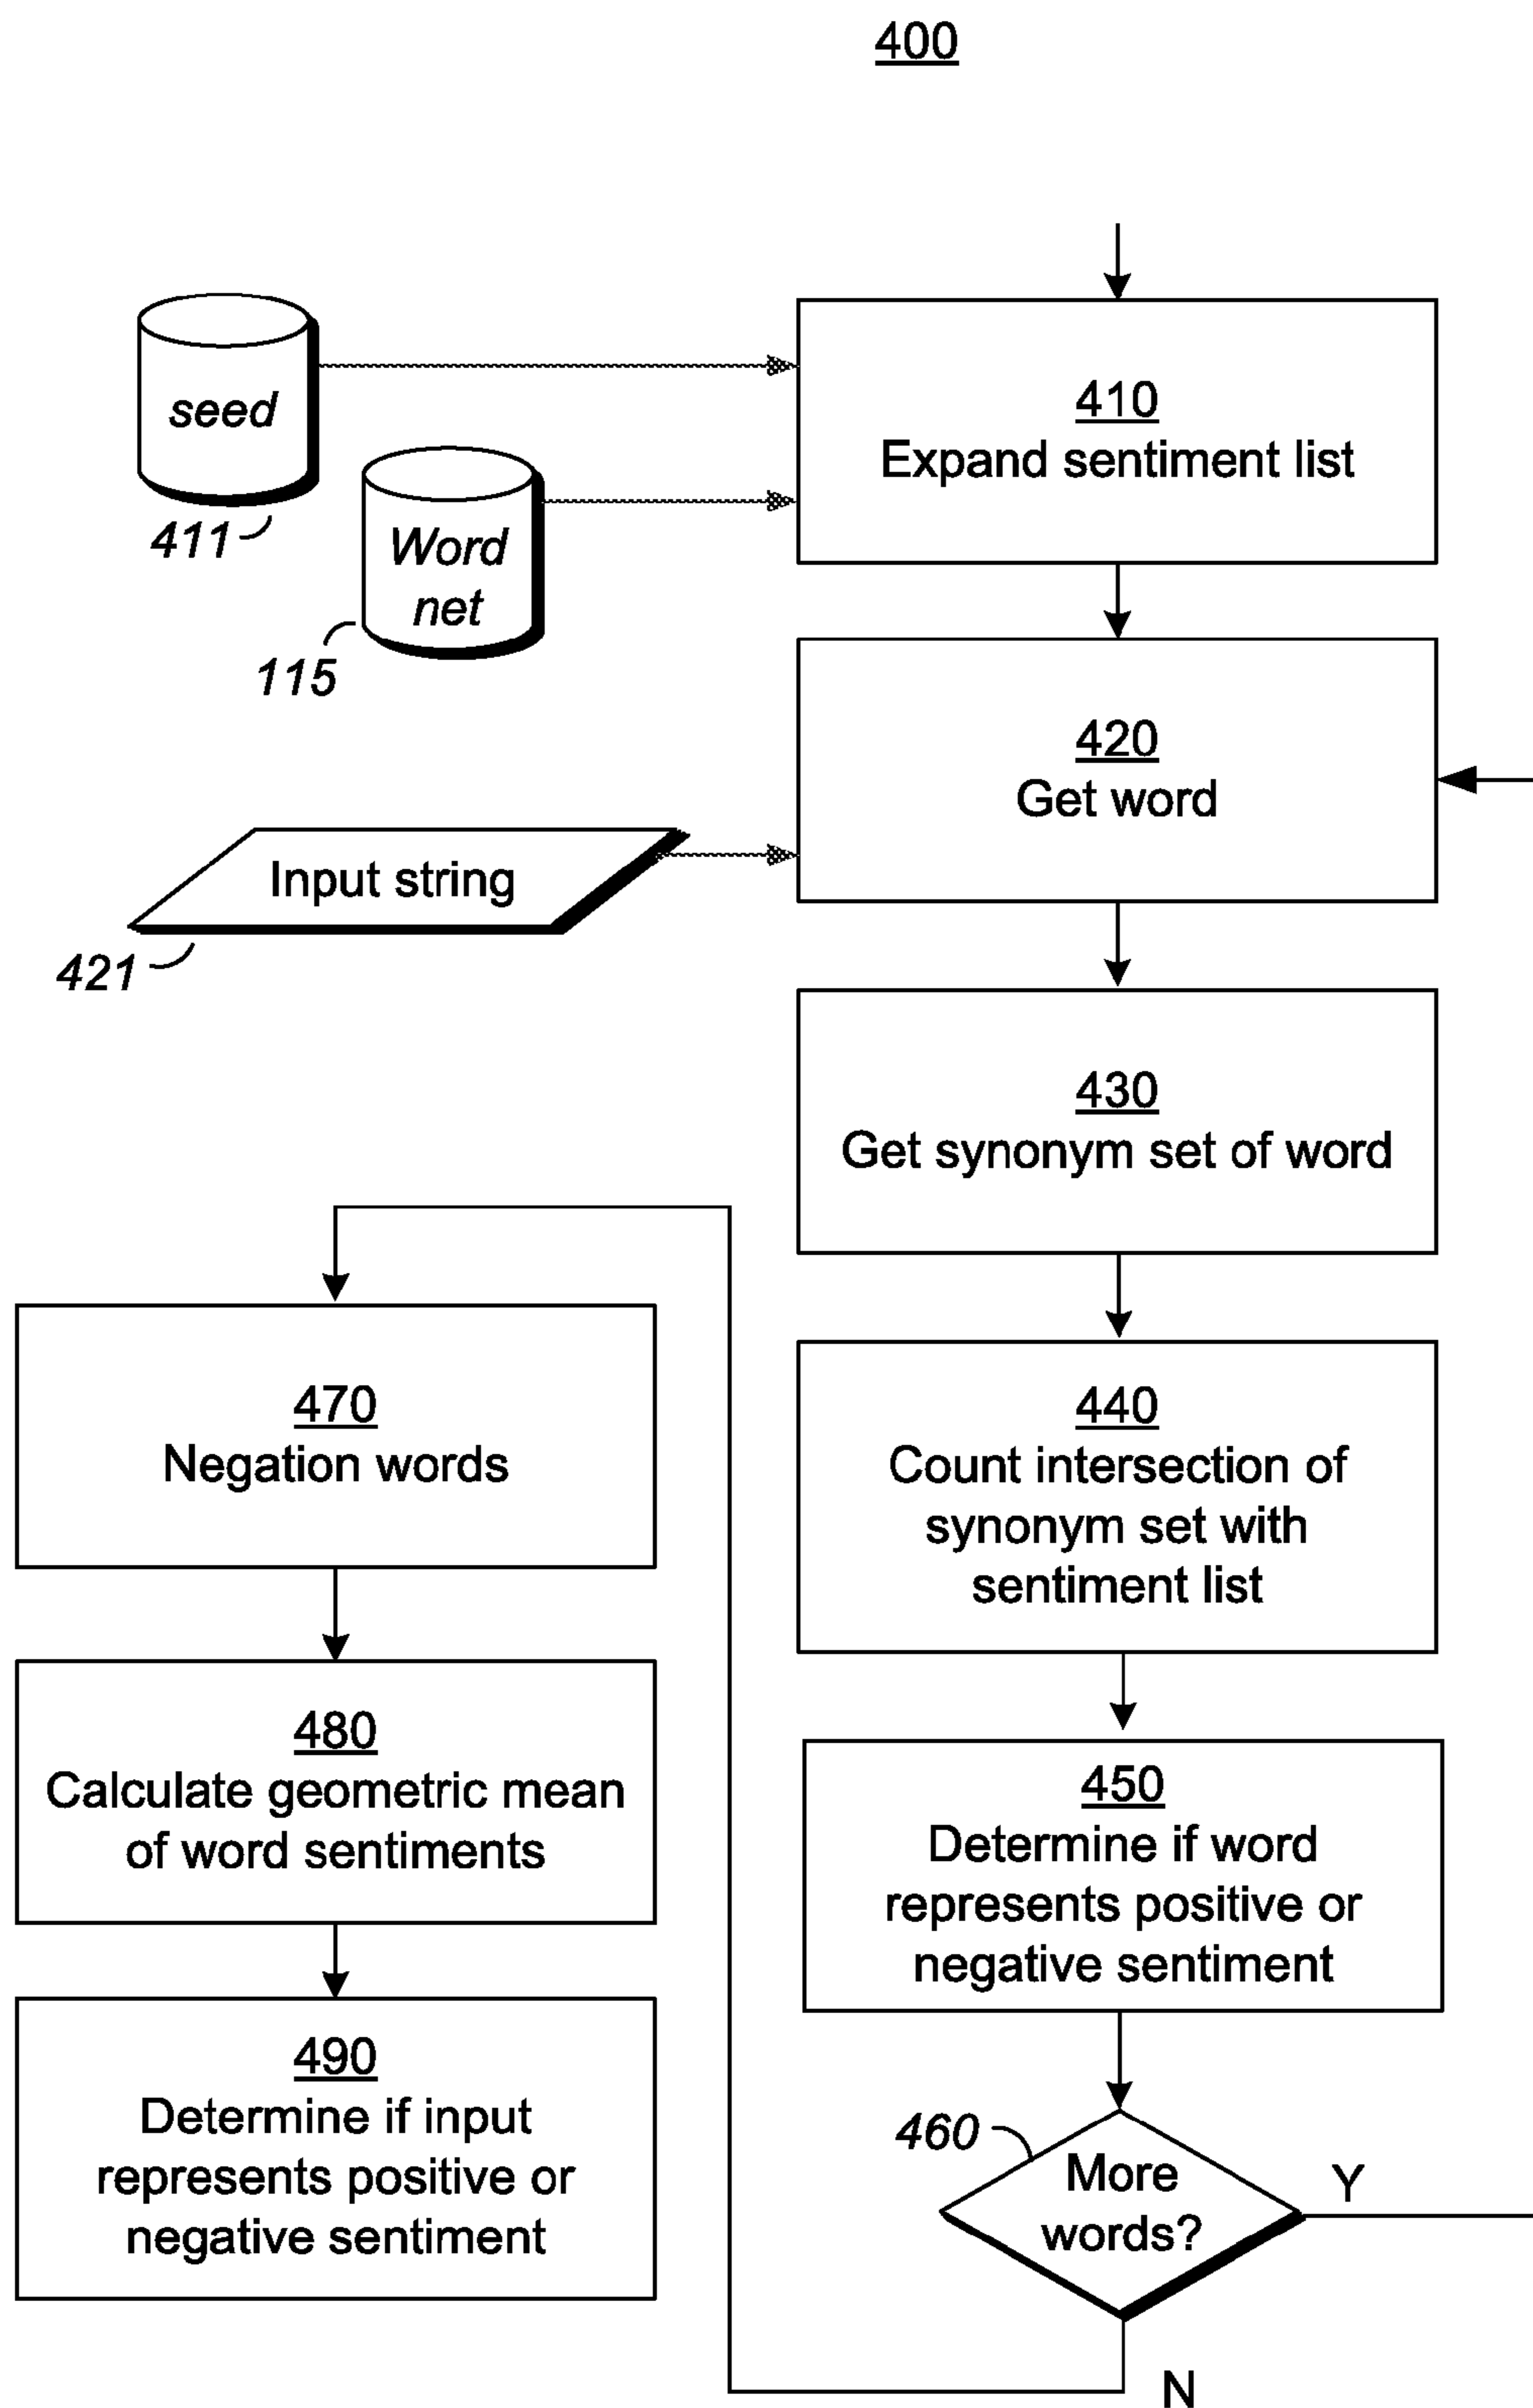 400
seed
411
Word
net
115
410
Expand sentiment list
420
Get word
Input string
421
430
Get synonym set of word
440
Count intersection of
synonym set with
sentiment list
450
Determine if word
represents positive or
negative sentiment
460
More
words?
Y
N
470
Negation words
480
Calculate geometric mean
of word sentiments
490
Determine if input
represents positive or
negative sentiment